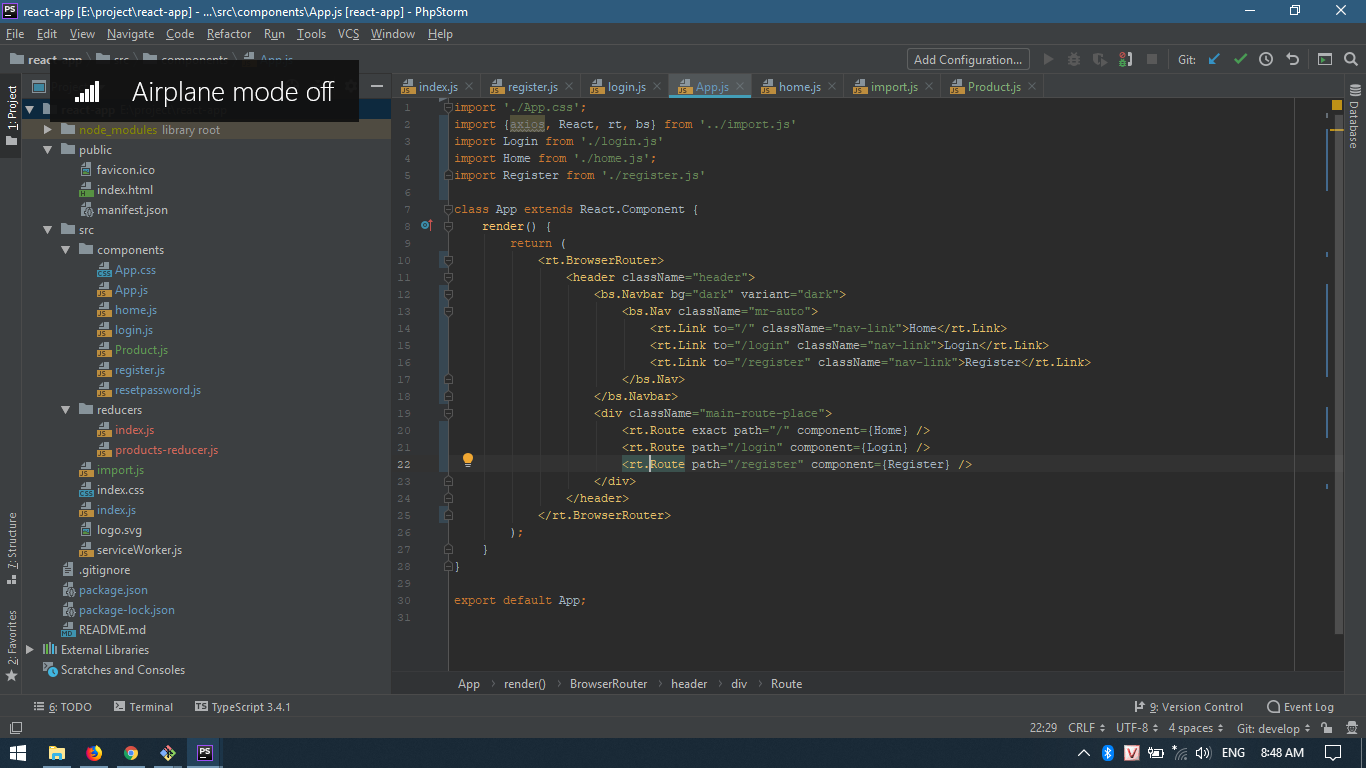 react-app [E:\project\react-app] - ...\src\components\App.js [react-app] - PhpStorm
File Edit View Navigate Code Refactor Run Tools VCS Window Help
react-app src components App.js
Add Configuration...
Git:
Airplane mode off
1: Project
7: Structure
2: Favorites
node_modules library root
public
favicon.ico
index.html
manifest.json
src
components
App.css
App.js
home.js
login.js
Product.js
register.js
resetpassword.js
reducers
index.js
products-reducer.js
import.js
index.css
index.js
logo.svg
serviceWorker.js
.gitignore
package.json
package-lock.json
README.md
External Libraries
Scratches and Consoles
index.js register.js login.js App.js home.js import.js Product.js
Database
1 import './App.css';
2 import {axios, React, rt, bs} from '../import.js'
3 import Login from './login.js'
4 import Home from './home.js';
5 import Register from './register.js'
6
7 class App extends React.Component {
8 render() {
9 return (
10 <rt.BrowserRouter>
11 <header className="header">
12 <bs.Navbar bg="dark" variant="dark">
13 <bs.Nav className="mr-auto">
14 <rt.Link to="/" className="nav-link">Home</rt.Link>
15 <rt.Link to="/login" className="nav-link">Login</rt.Link>
16 <rt.Link to="/register" className="nav-link">Register</rt.Link>
17 </bs.Nav>
18 </bs.Navbar>
19 <div className="main-route-place">
20 <rt.Route exact path="/" component={Home} />
21 <rt.Route path="/login" component={Login} />
22 <rt.Route path="/register" component={Register} />
23 </div>
24 </header>
25 </rt.BrowserRouter>
26 );
27 }
28 }
29
30 export default App;
31
App render() BrowserRouter header div Route
6: TODO Terminal TypeScript 3.4.1 9: Version Control Event Log
22:29 CRLF UTF-8 4 spaces Git: develop
PS V ENG 8:48 AM